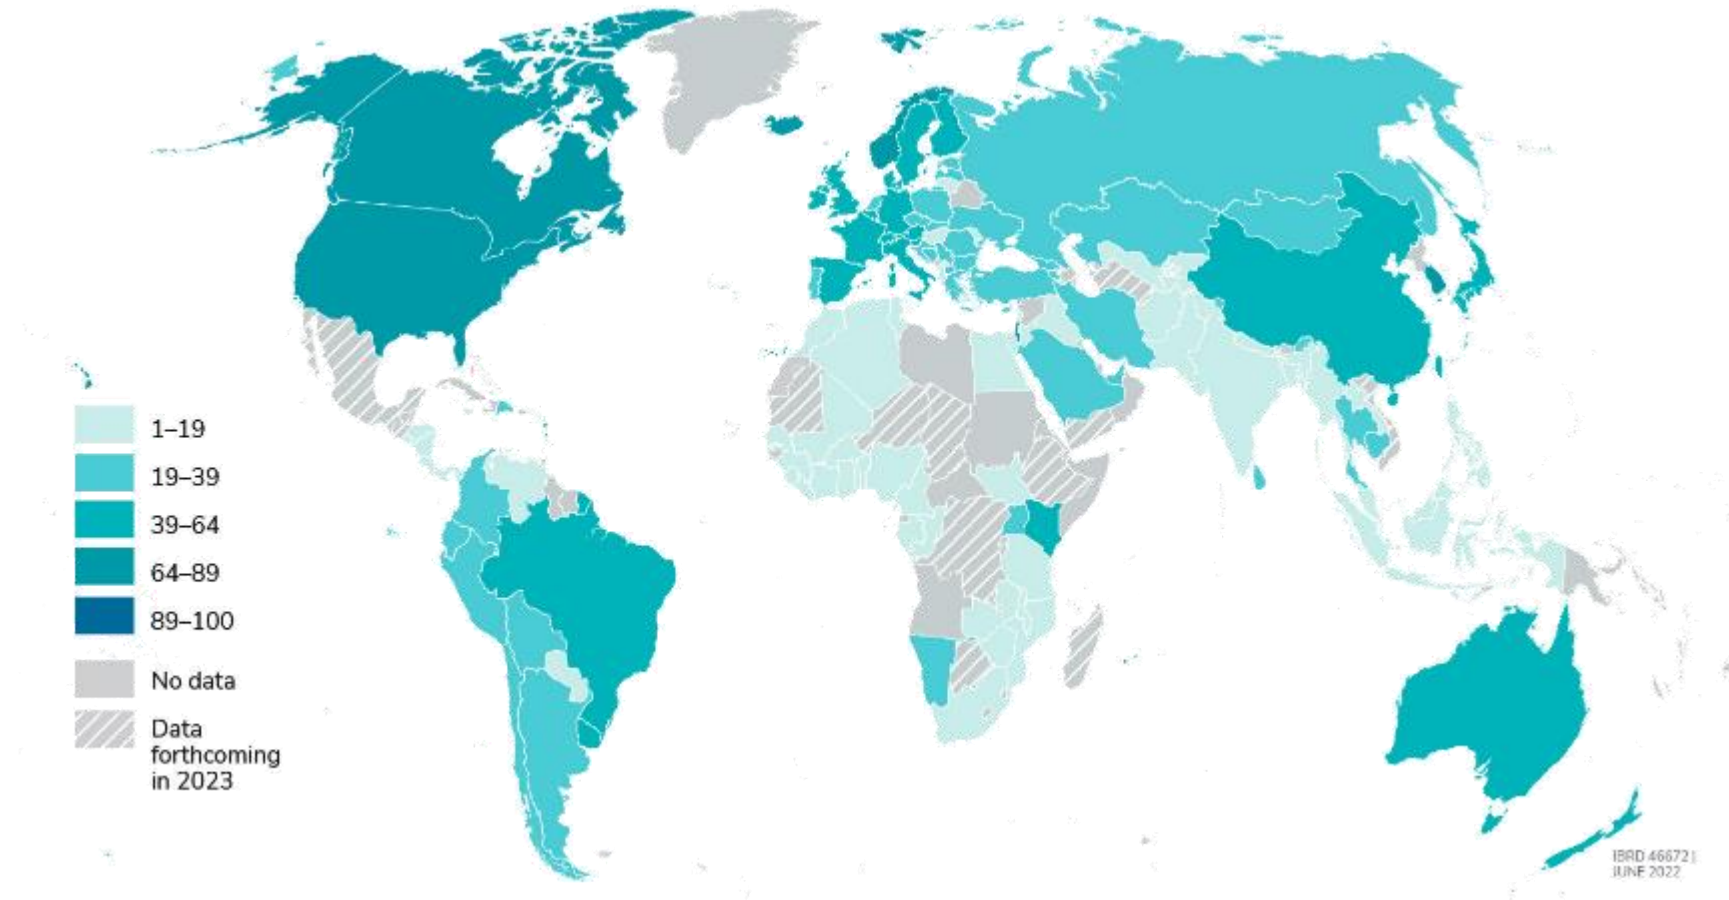 1–19
19–39
39–64
64–89
89–100
No data
Data
forthcoming
in 2023
IBRD 46672 |
JUNE 2022